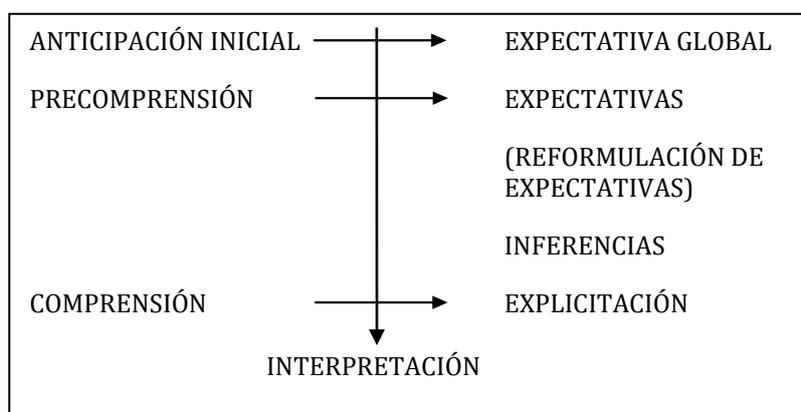 ANTICIPACIÓN INICIAL
EXPECTATIVA GLOBAL
PRECOMPRENSIÓN
EXPECTATIVAS
(REFORMULACIÓN DE
EXPECTATIVAS)
INFERENCIAS
COMPRENSIÓN
EXPLICITACIÓN
INTERPRETACIÓN